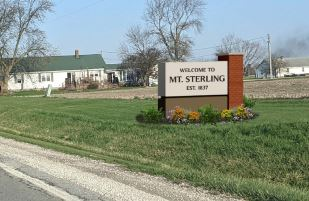 WELCOME TO
MT. STERLING
EST. 1837